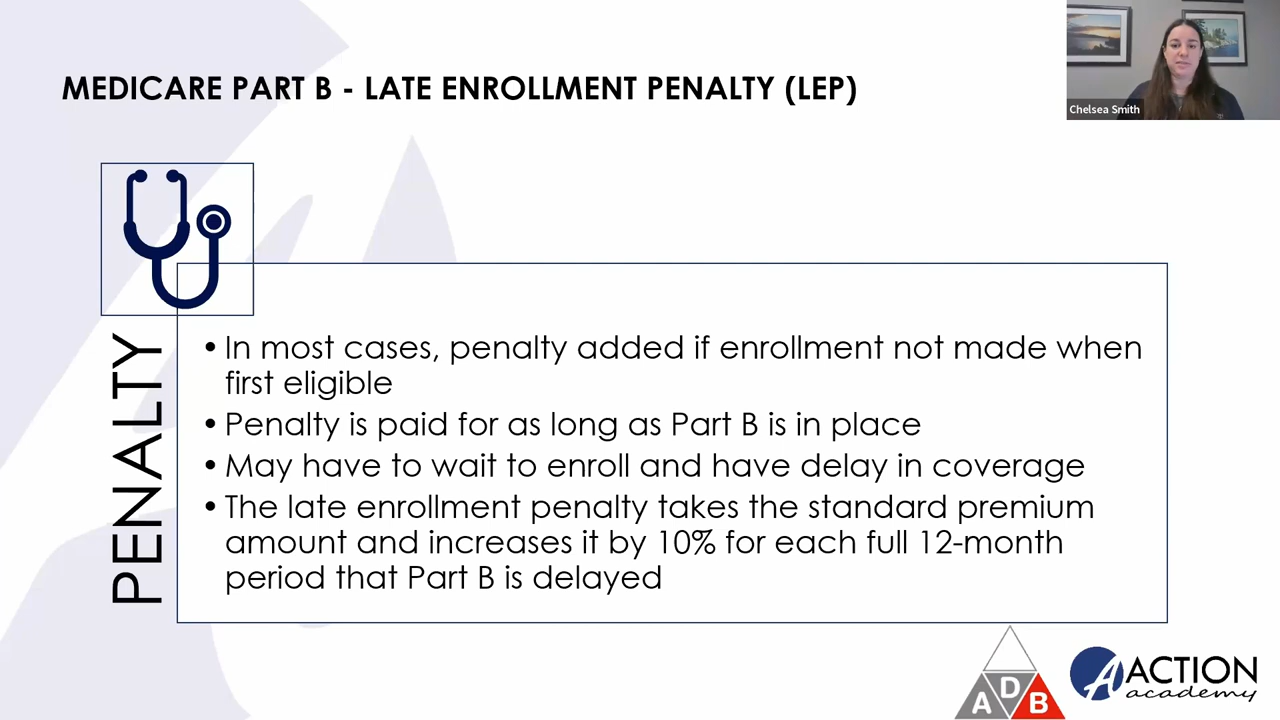 MEDICARE PART B - LATE ENROLLMENT PENALTY (LEP)
Chelsea Smith
PENALTY
• In most cases, penalty added if enrollment not made when
first eligible
• Penalty is paid for as long as Part B is in place
• May have to wait to enroll and have delay in coverage
• The late enrollment penalty takes the standard premium
amount and increases it by 10% for each full 12-month
period that Part B is delayed
A D B
A ACTION
academy